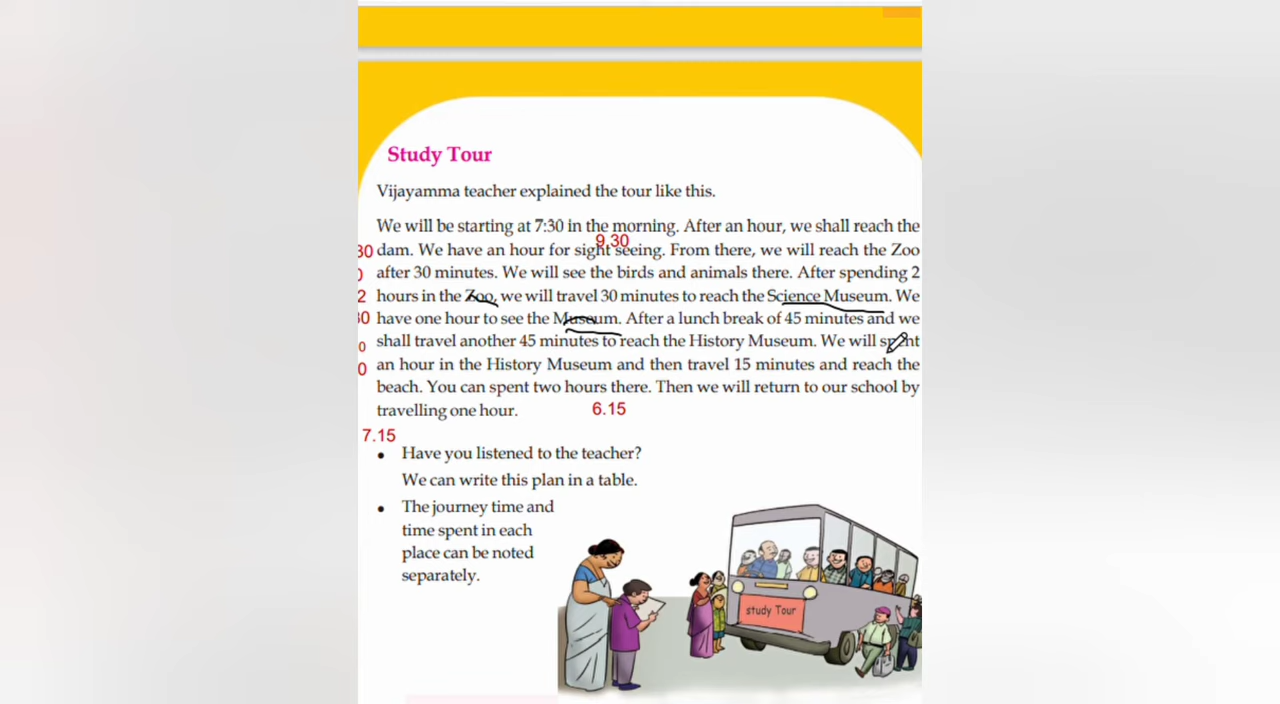 Study Tour
Vijayamma teacher explained the tour like this.
We will be starting at 7:30 in the morning. After an hour, we shall reach the
9.30
30 dam. We have an hour for sight seeing. From there, we will reach the Zoo
0 after 30 minutes. We will see the birds and animals there. After spending 2
2 hours in the Zoo, we will travel 30 minutes to reach the Science Museum. We
30 have one hour to see the Museum. After a lunch break of 45 minutes and we
0 shall travel another 45 minutes to reach the History Museum. We will spent
0 an hour in the History Museum and then travel 15 minutes and reach the
beach. You can spent two hours there. Then we will return to our school by
travelling one hour. 6.15
7.15
• Have you listened to the teacher?
We can write this plan in a table.
• The journey time and
time spent in each
place can be noted
separately.
study Tour